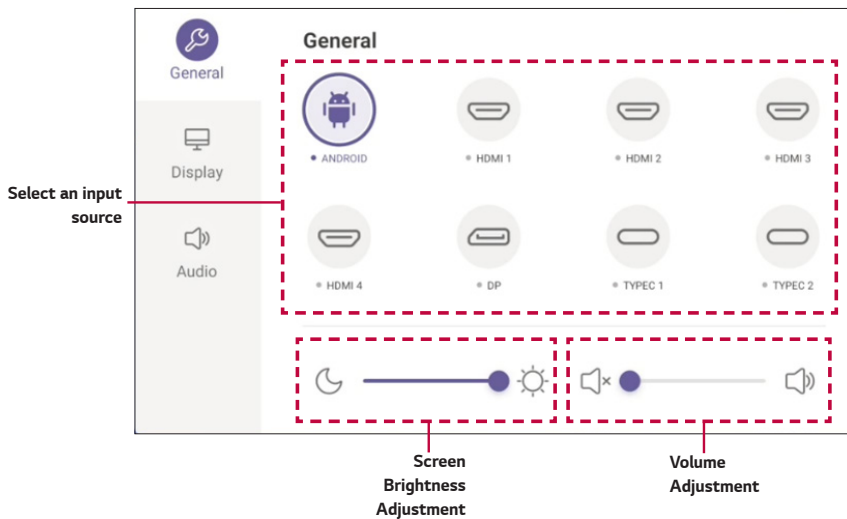 General
General
ANDROID
HDMI 1
HDMI 2
HDMI 3
Display
Select an input
source
Audio
HDMI 4
DP
TYPEC 1
TYPEC 2
Screen
Brightness
Adjustment
Volume
Adjustment